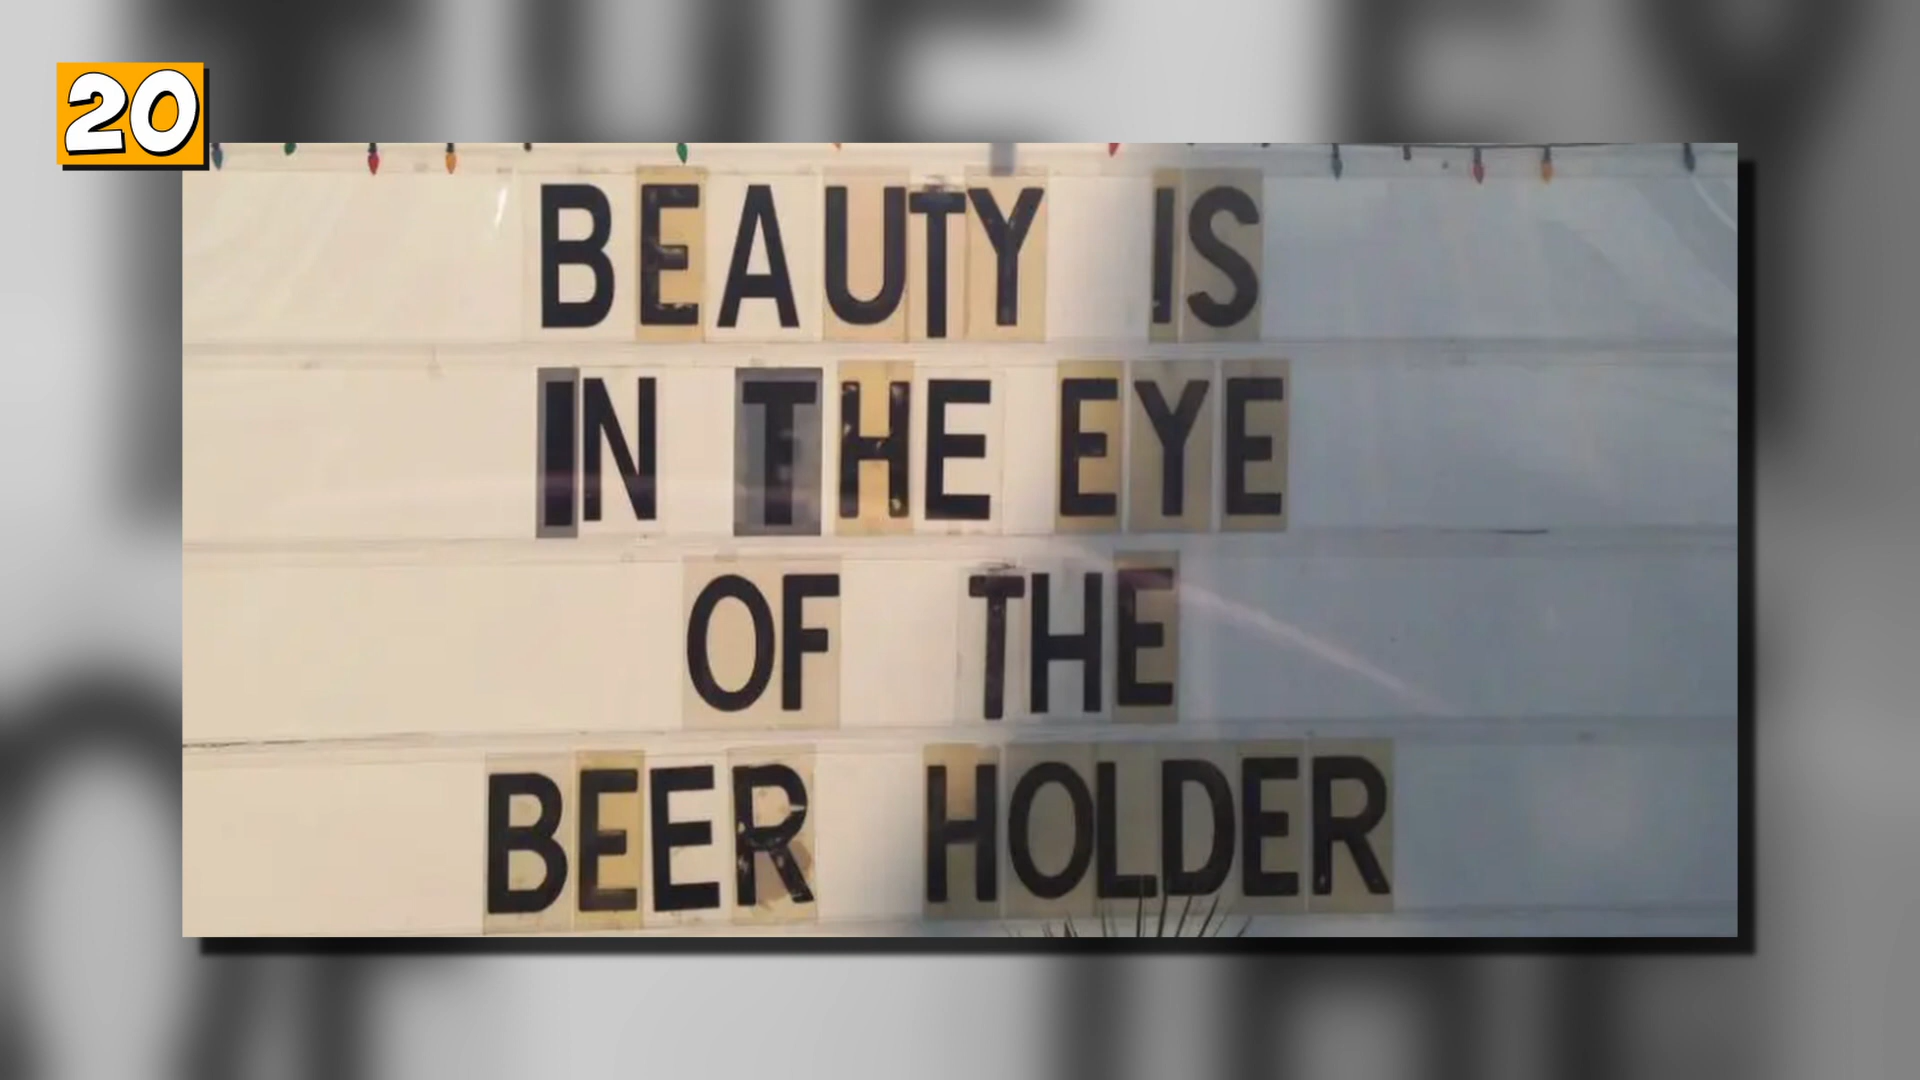 20
BEAUTY IS
IN THE EYE
OF THE
BEER HOLDER